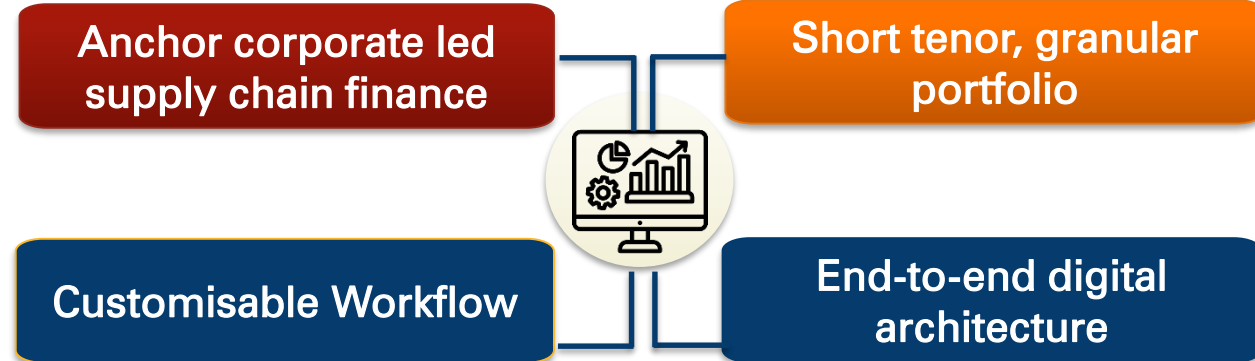 Anchor corporate led
supply chain finance
Short tenor, granular
portfolio
Customisable Workflow
End-to-end digital
architecture